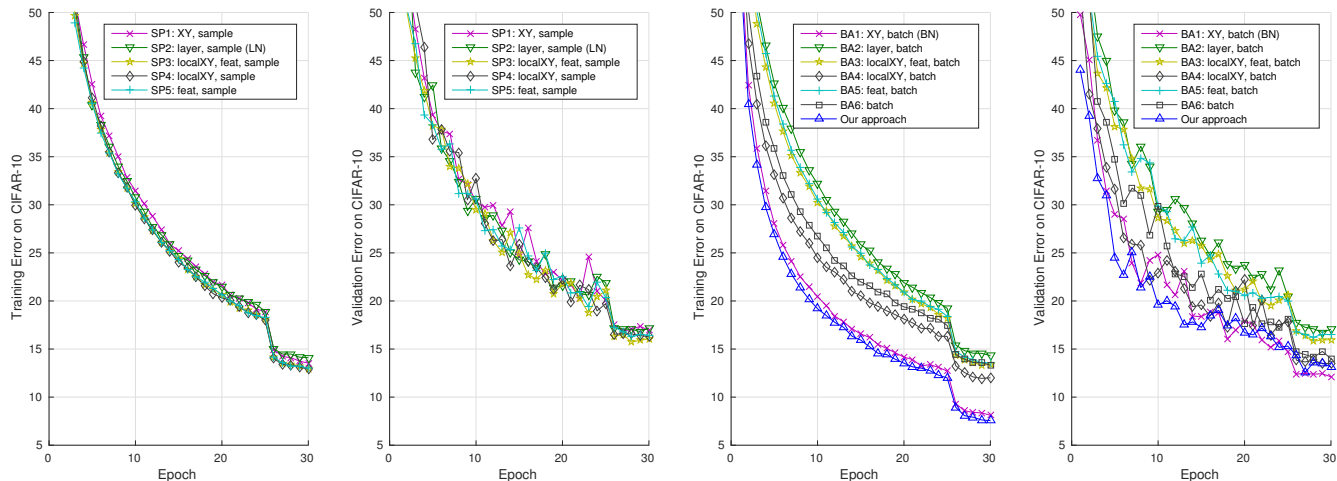 Training Error on CIFAR-10
50
45
40
35
30
25
20
15
10
5
0 10 20 30
Epoch
SP1: XY, sample
SP2: layer, sample (LN)
SP3: localXY, feat, sample
SP4: localXY, sample
SP5: feat, sample
Validation Error on CIFAR-10
50
45
40
35
30
25
20
15
10
5
0 10 20 30
Epoch
SP1: XY, sample
SP2: layer, sample (LN)
SP3: localXY, feat, sample
SP4: localXY, sample
SP5: feat, sample
Training Error on CIFAR-10
50
45
40
35
30
25
20
15
10
5
0 10 20 30
Epoch
BA1: XY, batch (BN)
BA2: layer, batch
BA3: localXY, feat, batch
BA4: localXY, batch
BA5: feat, batch
BA6: batch
Our approach
Validation Error on CIFAR-10
50
45
40
35
30
25
20
15
10
5
0 10 20 30
Epoch
BA1: XY, batch (BN)
BA2: layer, batch
BA3: localXY, feat, batch
BA4: localXY, batch
BA5: feat, batch
BA6: batch
Our approach